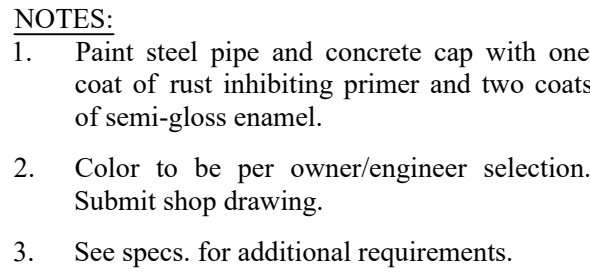 NOTES:
1. Paint steel pipe and concrete cap with one
coat of rust inhibiting primer and two coats
of semi-gloss enamel.
2. Color to be per owner/engineer selection.
Submit shop drawing.
3. See specs. for additional requirements.